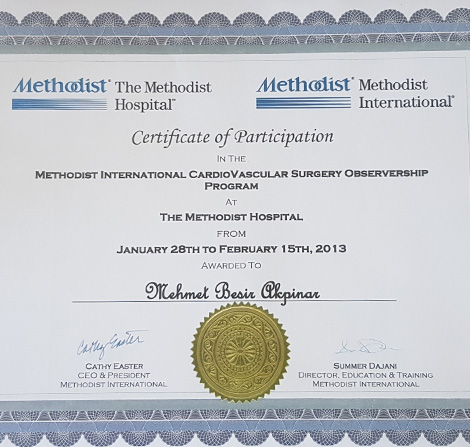 Methodist® The Methodist
Hospital®
Methodist® Methodist
International®
Certificate of Participation
In The
Methodist International CardioVascular Surgery Observership
Program
At
The Methodist Hospital
from
January 28th to February 15th, 2013
Awarded To
Mehmet Besir Akpinar
Cathy Easter
Cathy Easter
CEO & President
Methodist International
Summer Dajani
Director, Education & Training
Methodist International